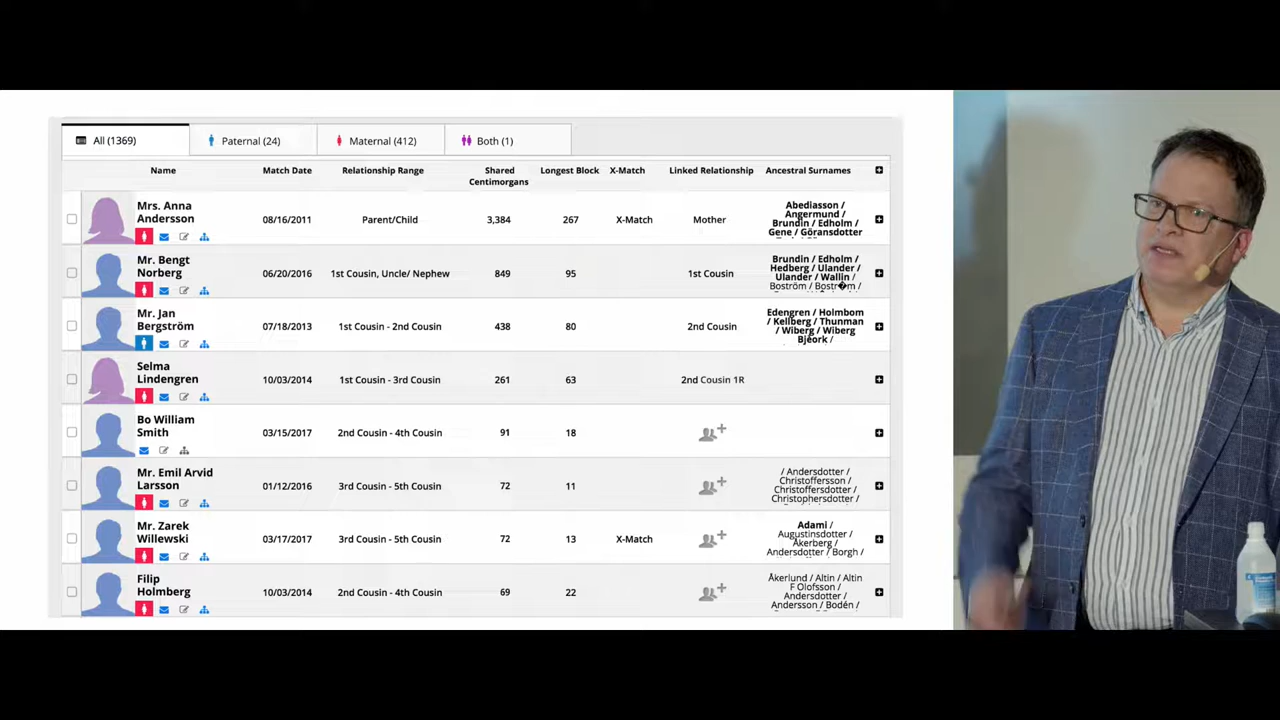 All (1369)
Paternal (24)
Maternal (412)
Both (1)
Name
Match Date
Relationship Range
Shared
Centimorgans
Longest Block
X-Match
Linked Relationship
Ancestral Surnames
Mrs. Anna
Andersson
08/16/2011
Parent/Child
3,384
267
X-Match
Mother
Abediasson /
Angermund /
Brundin / Edholm /
Gene / Göransdotter
Mr. Bengt
Norberg
06/20/2016
1st Cousin, Uncle/ Nephew
849
95
1st Cousin
Brundin / Edholm /
Hedberg / Ulander /
Ulander / Wallin /
Boström / Bostr�m /
Mr. Jan
Bergström
07/18/2013
1st Cousin - 2nd Cousin
438
80
2nd Cousin
Edengren / Holmbom
/ Kellberg / Thunman
/ Wiberg / Wiberg
Bjeork /
Selma
Lindengren
10/03/2014
1st Cousin - 3rd Cousin
261
63
2nd Cousin 1R
Bo William
Smith
03/15/2017
2nd Cousin - 4th Cousin
91
18
Mr. Emil Arvid
Larsson
01/12/2016
3rd Cousin - 5th Cousin
72
11
/ Andersdotter /
Christoffersson /
Christoffersdotter /
Christophersdotter /
Mr. Zarek
Willewski
03/17/2017
3rd Cousin - 5th Cousin
72
13
X-Match
Adami /
Augustinsdotter /
Åkerberg /
Andersdotter / Borgh /
Filip
Holmberg
10/03/2014
2nd Cousin - 4th Cousin
69
22
Åkerlund / Altin / Altin
F Olofsson /
Andersdotter /
Andersson / Bodén /